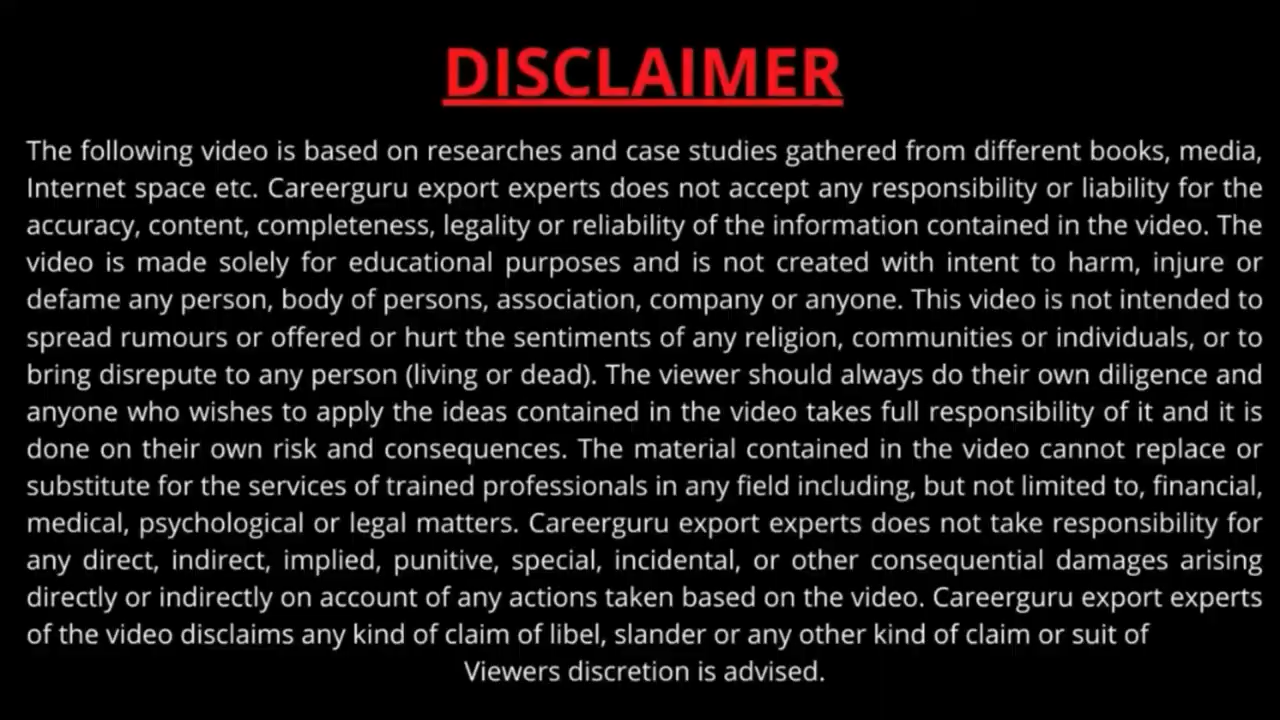 DISCLAIMER
The following video is based on researches and case studies gathered from different books, media,
Internet space etc. Careerguru export experts does not accept any responsibility or liability for the
accuracy, content, completeness, legality or reliability of the information contained in the video. The
video is made solely for educational purposes and is not created with intent to harm, injure or
defame any person, body of persons, association, company or anyone. This video is not intended to
spread rumours or offered or hurt the sentiments of any religion, communities or individuals, or to
bring disrepute to any person (living or dead). The viewer should always do their own diligence and
anyone who wishes to apply the ideas contained in the video takes full responsibility of it and it is
done on their own risk and consequences. The material contained in the video cannot replace or
substitute for the services of trained professionals in any field including, but not limited to, financial,
medical, psychological or legal matters. Careerguru export experts does not take responsibility for
any direct, indirect, implied, punitive, special, incidental, or other consequential damages arising
directly or indirectly on account of any actions taken based on the video. Careerguru export experts
of the video disclaims any kind of claim of libel, slander or any other kind of claim or suit of
Viewers discretion is advised.